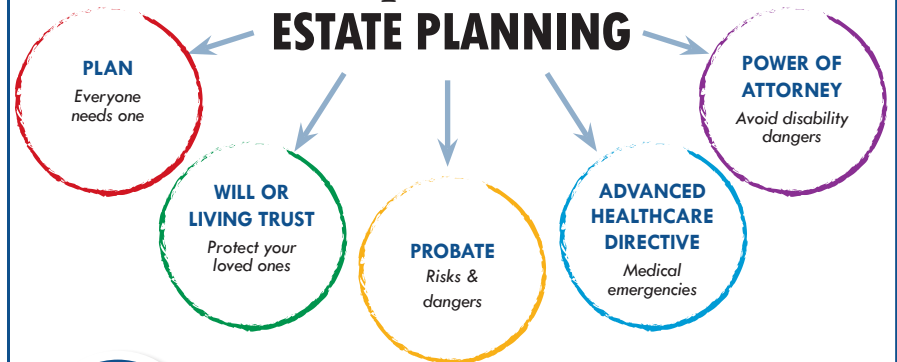 ESTATE PLANNING
PLAN
Everyone
needs one
WILL OR
LIVING TRUST
Protect your
loved ones
PROBATE
Risks &
dangers
ADVANCED
HEALTHCARE
DIRECTIVE
Medical
emergencies
POWER OF
ATTORNEY
Avoid disability
dangers